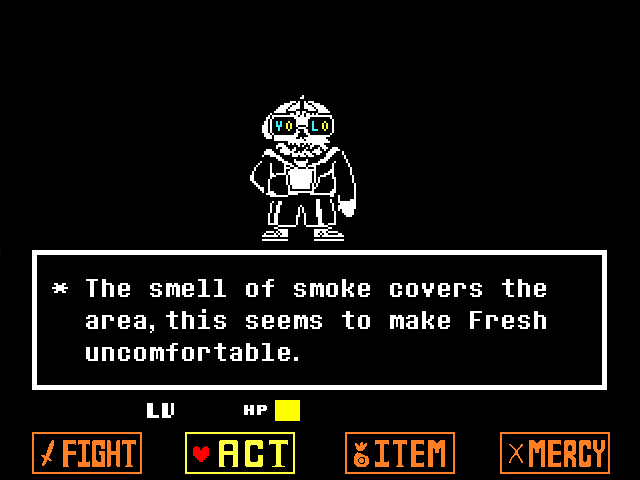 YO LO
* The smell of smoke covers the
area, this seems to make Fresh
uncomfortable.
LV HP
FIGHT ACT ITEM MERCY